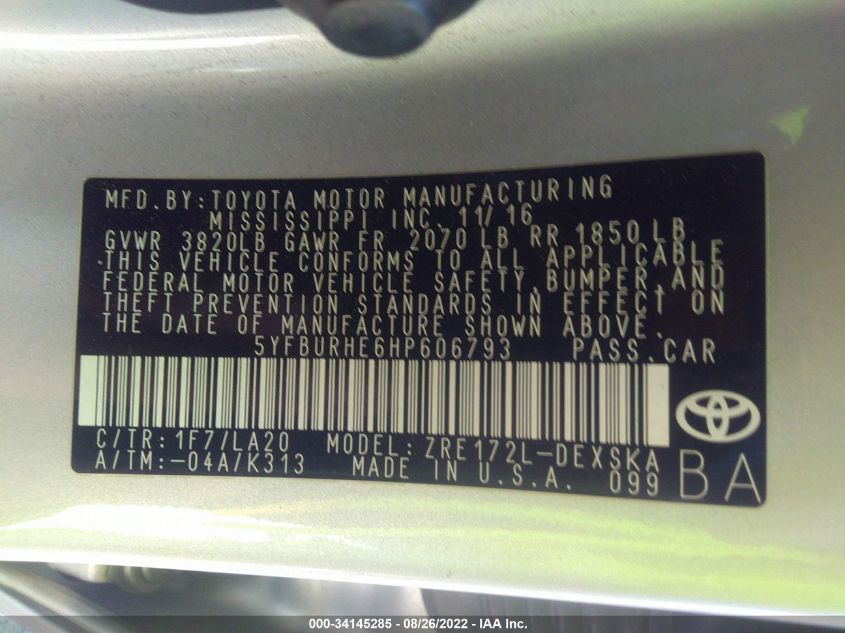 MFD.BY:TOYOTA MOTOR MANUFACTURING
MISSISSIPPI INC. 11/16
GVWR 3820LB GAWR FR 2070 LB RR 1850 LB
THIS VEHICLE CONFORMS TO ALL APPLICABLE
FEDERAL MOTOR VEHICLE SAFETY,BUMPER,AND
THEFT PREVENTION STANDARDS IN EFFECT ON
THE DATE OF MANUFACTURE SHOWN ABOVE.
5YFBURHE6HP606793 PASS.CAR
C/TR:1F7/LA20 MODEL:ZRE172L-DEXSKA
A/TM:-04A/K313 MADE IN U.S.A. 099
BA
000-34145285 - 08/26/2022 - IAA Inc.